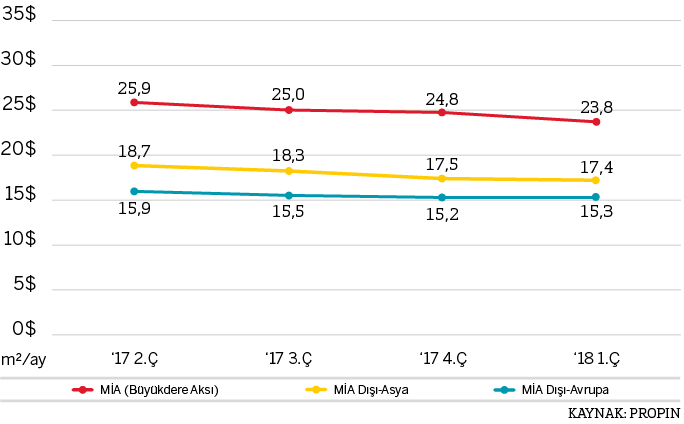 35$
30$
25$
20$
15$
10$
5$
0$
25,9 25,0 24,8 23,8
18,7 18,3 17,5 17,4
15,9 15,5 15,2 15,3
m²/ay '17 2.Ç '17 3.Ç '17 4.Ç '18 1.Ç
MİA (Büyükdere Aksı) MİA Dışı-Asya MİA Dışı-Avrupa
KAYNAK: PROPIN